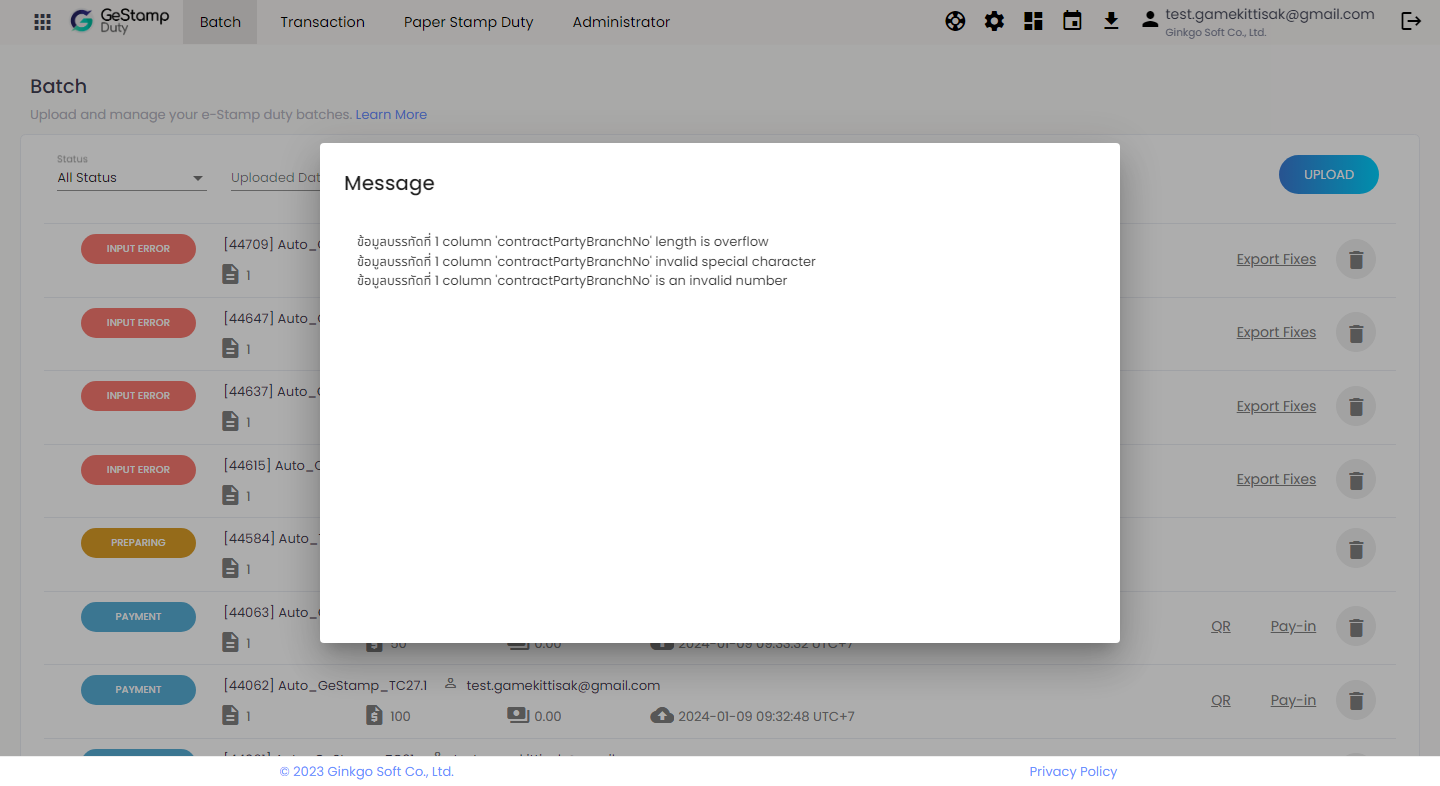 GeStamp
Duty
Batch
Transaction
Paper Stamp Duty
Administrator
test.gamekittisak@gmail.com
Ginkgo Soft Co., Ltd.
Batch
Upload and manage your e-Stamp duty batches. Learn More
Status
All Status
Uploaded
UPLOAD
Message
ข้อมูลบรรทัดที่ 1 column 'contractPartyBranchNo' length is overflow
ข้อมูลบรรทัดที่ 1 column 'contractPartyBranchNo' invalid special character
ข้อมูลบรรทัดที่ 1 column 'contractPartyBranchNo' is an invalid number
INPUT ERROR
[44709] Auto_
1
Export Fixes
INPUT ERROR
[44647] Auto_
1
Export Fixes
INPUT ERROR
[44637] Auto_
1
Export Fixes
INPUT ERROR
[44615] Auto_
1
Export Fixes
PREPARING
[44584] Auto_
1
PAYMENT
[44063] Auto_
1
50
0.00
2024-01-09 09:33:32 UTC+7
QR
Pay-in
PAYMENT
[44062] Auto_GeStamp_TC27.1
test.gamekittisak@gmail.com
1
100
0.00
2024-01-09 09:32:48 UTC+7
QR
Pay-in
© 2023 Ginkgo Soft Co., Ltd.
Privacy Policy